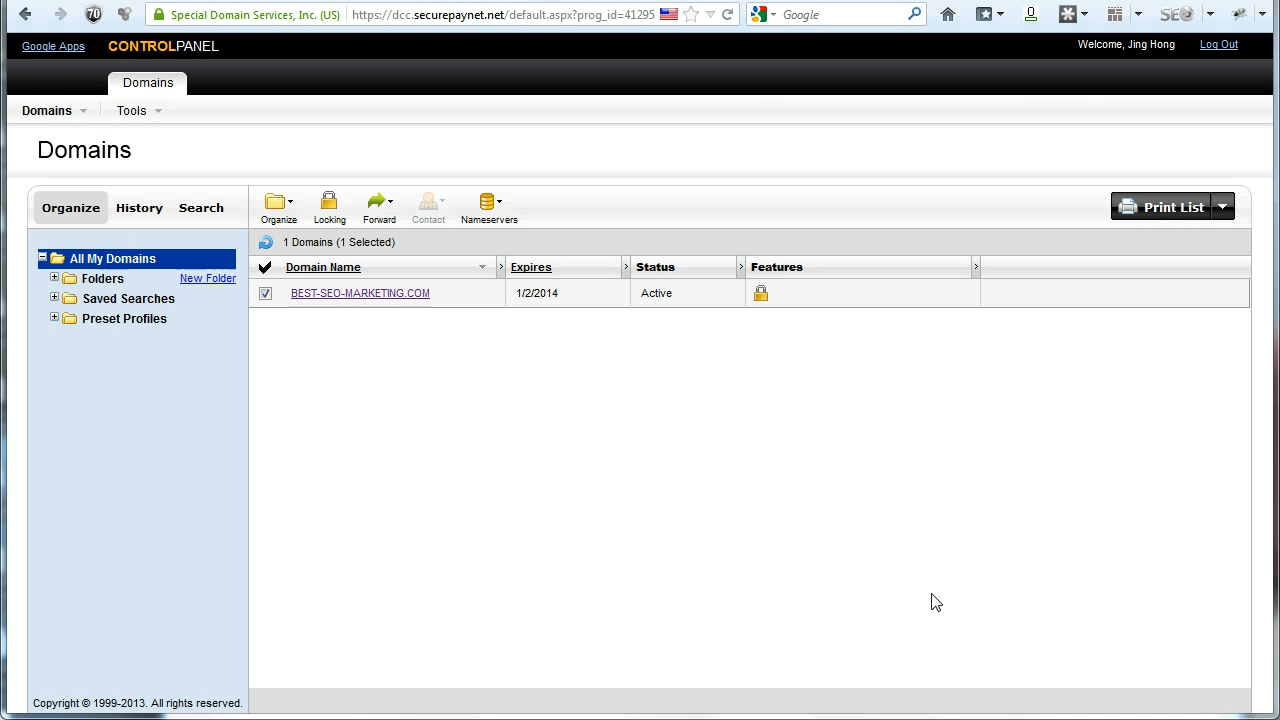 Special Domain Services, Inc. (US) https://dcc.securepaynet.net/default.aspx?prog_id=41295 Google
70
SEO
Google Apps CONTROLPANEL Welcome, Jing Hong Log Out
Domains
Domains Tools
Domains
Organize History Search
Organize Locking Forward Contact Nameservers
Print List
1 Domains (1 Selected)
All My Domains
Folders New Folder
Saved Searches
Preset Profiles
Domain Name Expires Status Features
BEST-SEO-MARKETING.COM 1/2/2014 Active
Copyright © 1999-2013. All rights reserved.